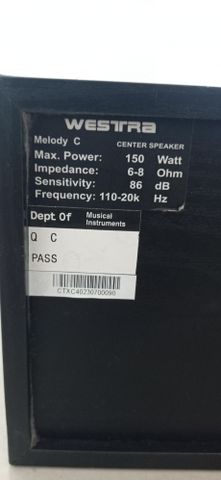 WESTRA
Melody C CENTER SPEAKER
Max. Power: 150 Watt
Impedance: 6-8 Ohm
Sensitivity: 86 dB
Frequency: 110-20k Hz
Dept Of Musical Instruments
Q C
PASS
CTXC46230700090